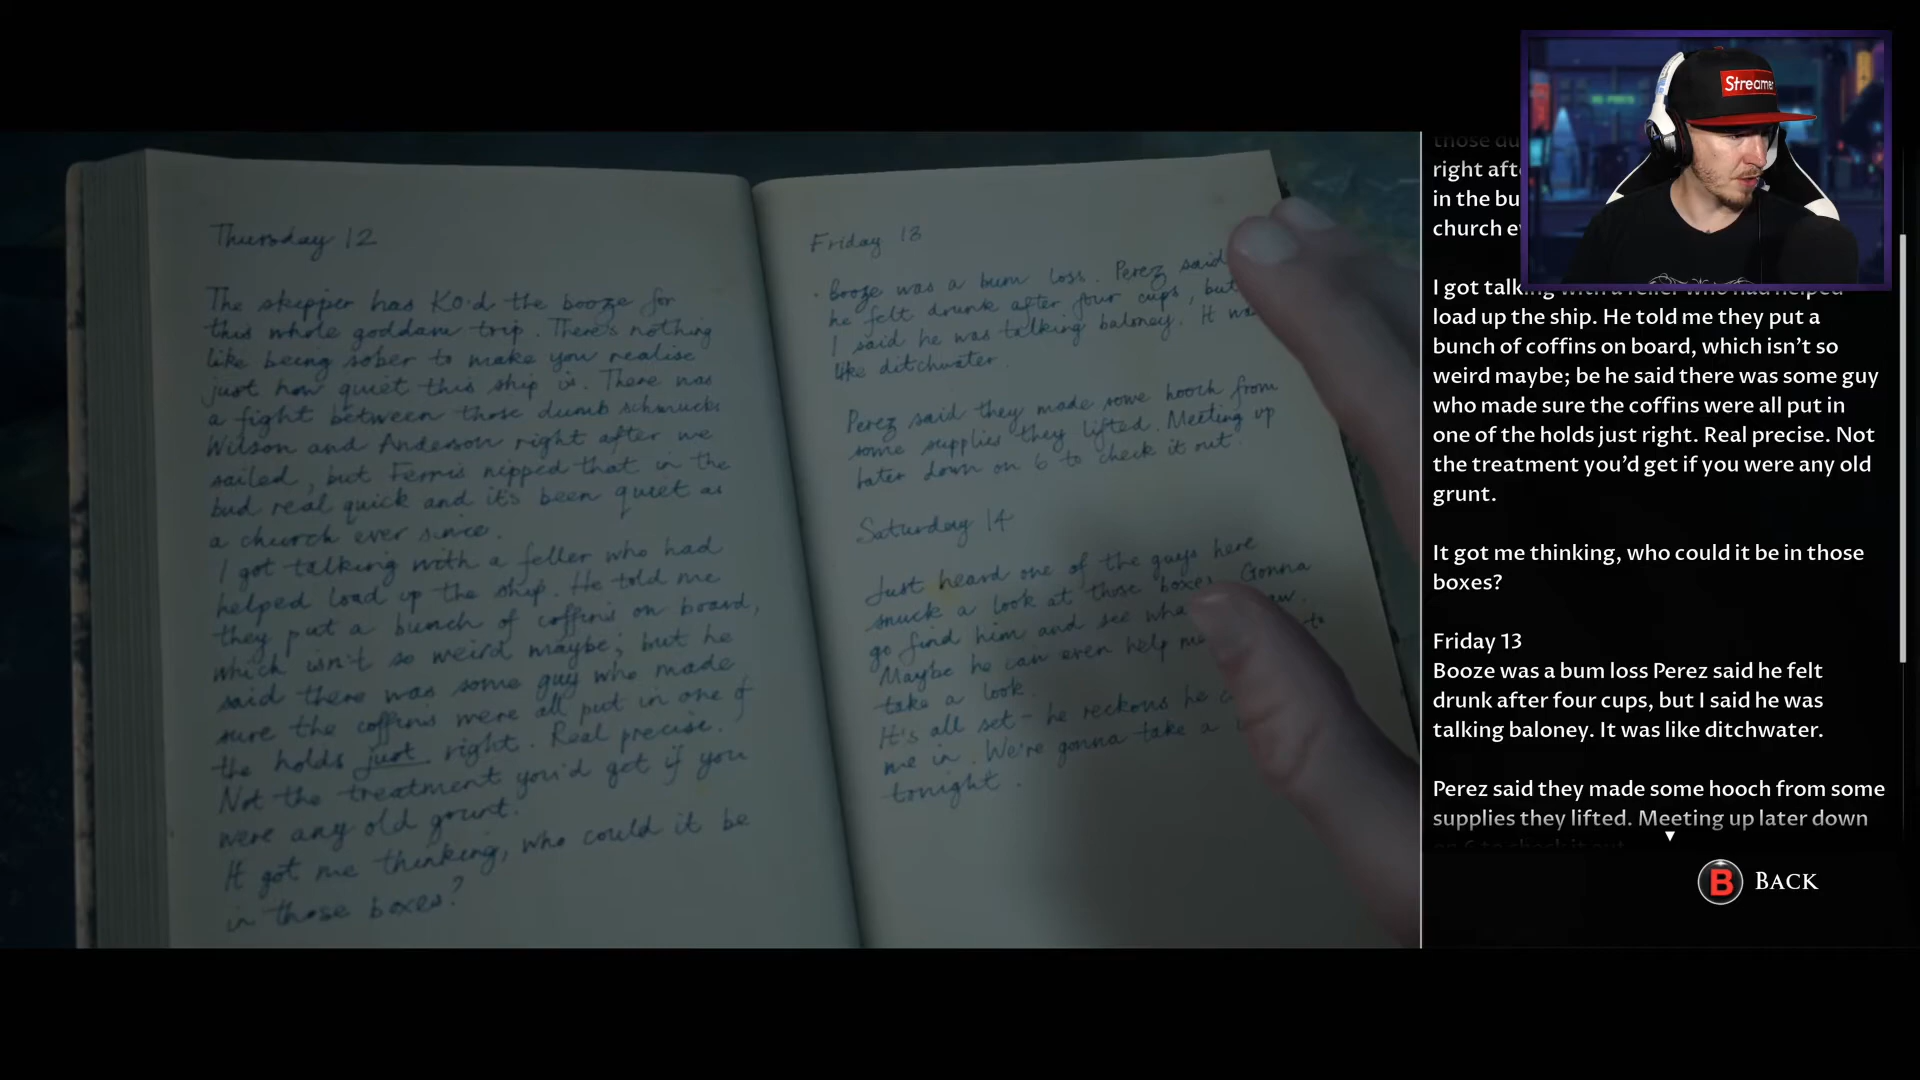 Thursday 12
The skipper has KO'd the booze for
this whole goddam trip. There's nothing
like being sober to make you realise
just how quiet this ship is. There was
a fight between those dumb schmucks
Wilson and Anderson right after we
sailed, but Ferris nipped that in the
bud real quick and it's been quiet as
a church ever since.
I got talking with a feller who had
helped load up the ship. He told me
they put a bunch of coffins on board,
which isn't so weird maybe; but he
said there was some guy who made
sure the coffins were all put in one of
the holds just right. Real precise.
Not the treatment you'd get if you
were any old grunt.
It got me thinking, who could it be
in those boxes?
Friday 13
Booze was a bum loss. Perez said
he felt drunk after four cups, but
I said he was talking baloney. It was
like ditchwater.
Perez said they made some hooch from
some supplies they lifted. Meeting up
later down on 6 to check it out.
Saturday 14
Just heard one of the guys here
snuck a look at those boxes. Gonna
go find him and see
Maybe he can even help
take a look.
It's all set - he reckons he
me in. We're gonna take a
tonight.
Streamer
those
right
in the
church
I got talking with a feller who had helped
load up the ship. He told me they put a
bunch of coffins on board, which isn't so
weird maybe; be he said there was some guy
who made sure the coffins were all put in
one of the holds just right. Real precise. Not
the treatment you'd get if you were any old
grunt.
It got me thinking, who could it be in those
boxes?
Friday 13
Booze was a bum loss Perez said he felt
drunk after four cups, but I said he was
talking baloney. It was like ditchwater.
Perez said they made some hooch from some
supplies they lifted. Meeting up later down
on 6 to check it out.
B BACK